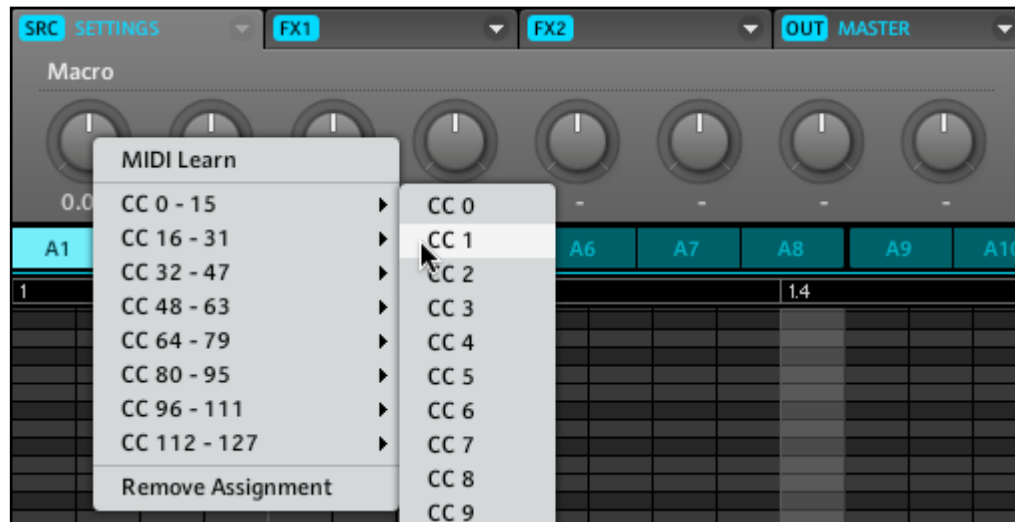 SRC SETTINGS FX1 FX2 OUT MASTER
Macro
MIDI Learn
0.0 - - - -
CC 0 - 15
CC 16 - 31
CC 32 - 47
CC 48 - 63
CC 64 - 79
CC 80 - 95
CC 96 - 111
CC 112 - 127
Remove Assignment
CC 0
CC 1
CC 2
CC 3
CC 4
CC 5
CC 6
CC 7
CC 8
CC 9
A1 A6 A7 A8 A9 A10
1 1.4